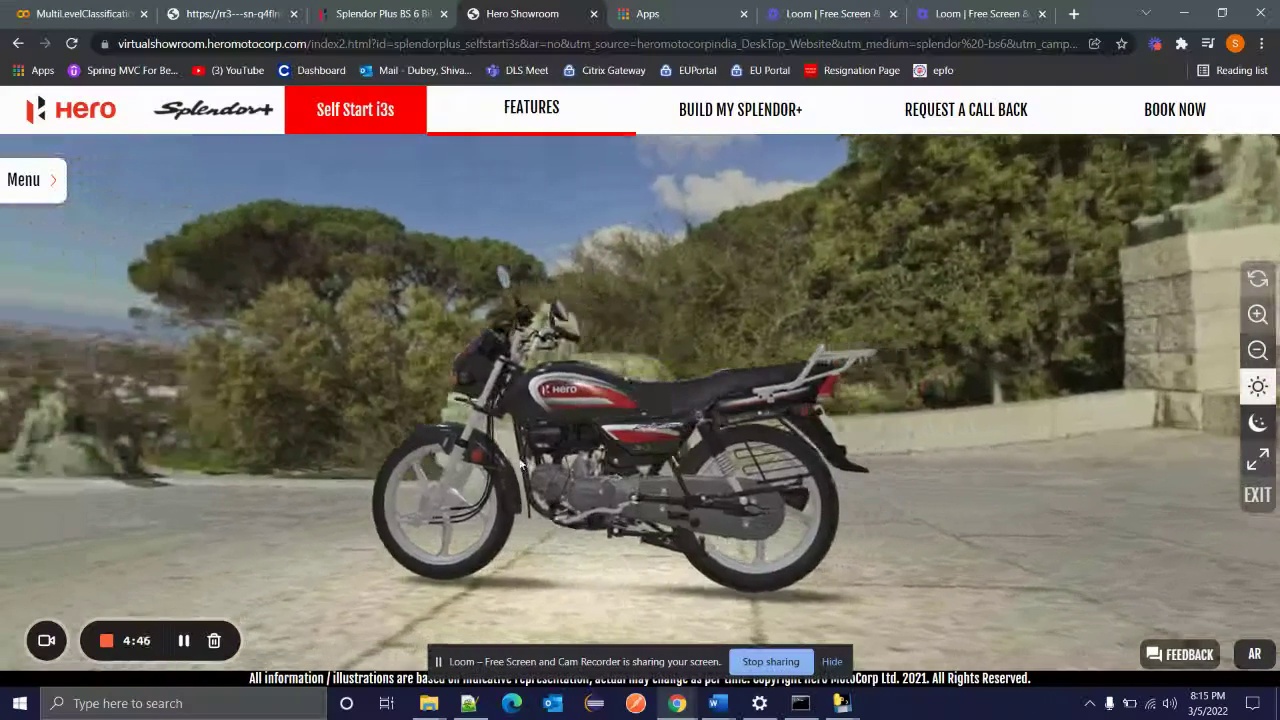 MultiLevelClassificati
https://rr3---sn-q4fln
Splendor Plus BS 6 Bi
Hero Showroom
Apps
Loom | Free Screen &
Loom | Free Screen &
virtualshowroom.heromotocorp.com/index2.html?id=splendorplus_selfstarti3s&ar=no&utm_source=heromotocorpindia_DeskTop_Website&utm_medium=splendor%20-bs6&utm_camp...
S
Apps
Spring MVC For Be...
(3) YouTube
Dashboard
Mail - Dubey, Shiva...
DLS Meet
Citrix Gateway
EUPortal
EU Portal
Resignation Page
epfo
Reading list
Hero
Splendor+
Self Start i3s
FEATURES
BUILD MY SPLENDOR+
REQUEST A CALL BACK
BOOK NOW
Menu
Hero
EXIT
4:46
Loom – Free Screen and Cam Recorder is sharing your screen.
Stop sharing
Hide
FEEDBACK
AR
All information / illustrations are based on indicative representation, actual may change as per time. Copyright Hero MotoCorp Ltd. 2021. All Rights Reserved.
Type here to search
8:15 PM
3/5/2022